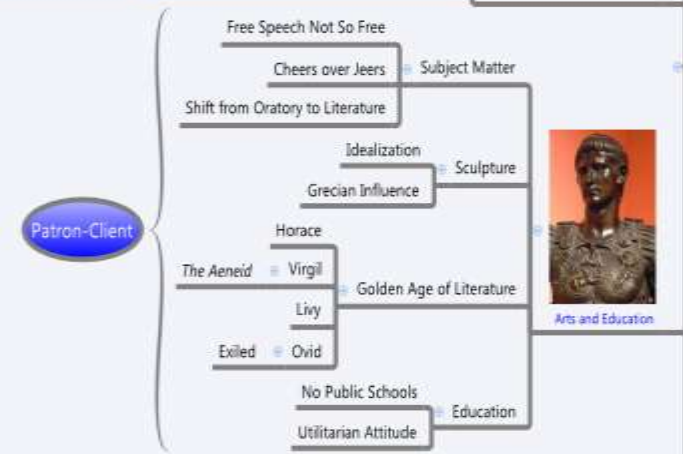 Free Speech Not So Free
Cheers over Jeers
Subject Matter
Shift from Oratory to Literature
Idealization
Sculpture
Grecian Influence
Patron-Client
Horace
The Aeneid
Virgil
Golden Age of Literature
Livy
Exiled
Ovid
Arts and Education
No Public Schools
Education
Utilitarian Attitude